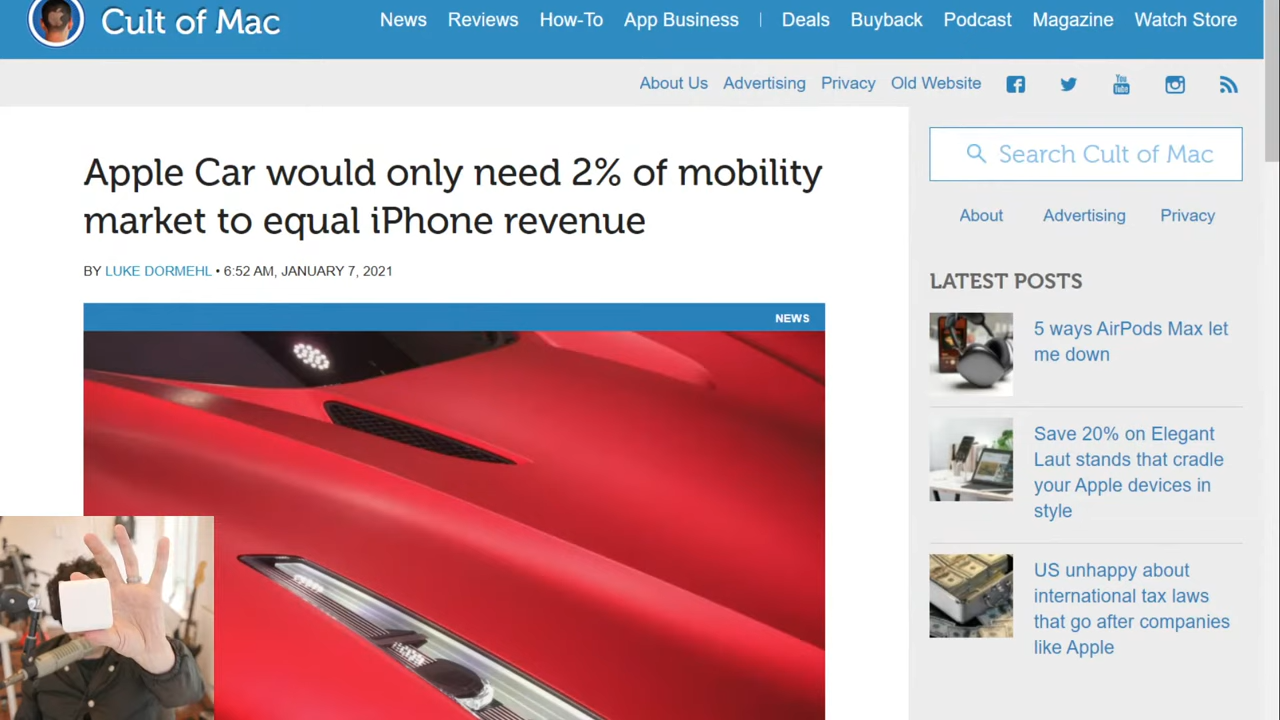 Cult of Mac
News Reviews How-To App Business | Deals Buyback Podcast Magazine Watch Store
About Us Advertising Privacy Old Website
Apple Car would only need 2% of mobility
market to equal iPhone revenue
BY LUKE DORMEHL • 6:52 AM, JANUARY 7, 2021
NEWS
Search Cult of Mac
About Advertising Privacy
LATEST POSTS
5 ways AirPods Max let
me down
Save 20% on Elegant
Laut stands that cradle
your Apple devices in
style
US unhappy about
international tax laws
that go after companies
like Apple